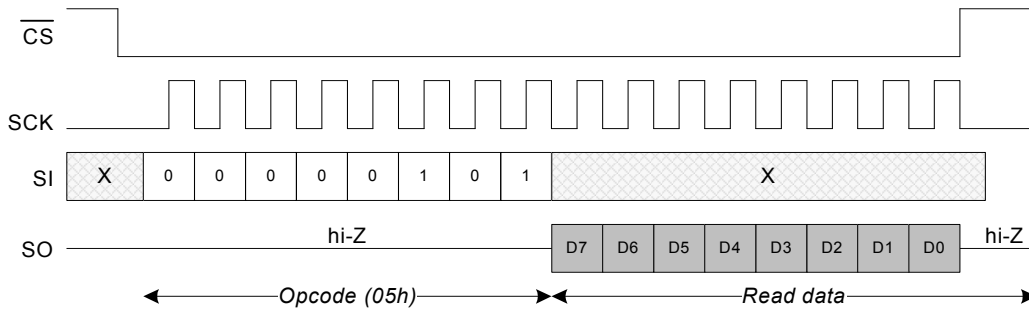 CS
SCK
SI X 0 0 0 0 0 1 0 1 X
hi-Z hi-Z
SO D7 D6 D5 D4 D3 D2 D1 D0
Opcode (05h) Read data